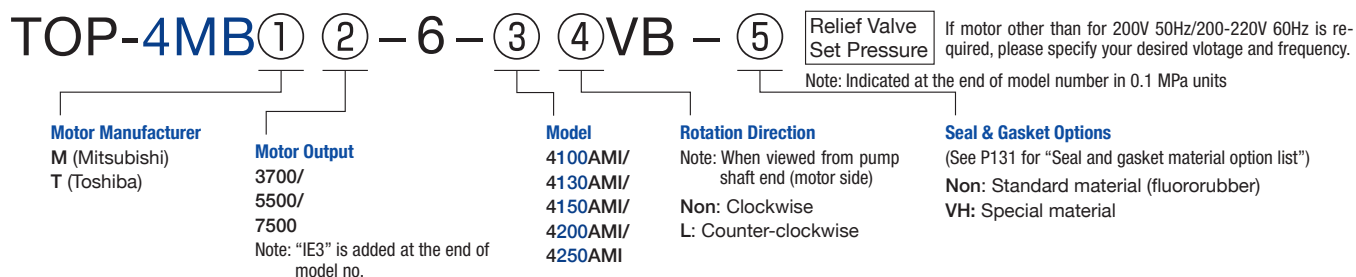 TOP-4MB① ②–6–③ ④VB –⑤
Relief Valve
Set Pressure
If motor other than for 200V 50Hz/200-220V 60Hz is re-
quired, please specify your desired vlotage and frequency.
Note: Indicated at the end of model number in 0.1 MPa units
Motor Manufacturer
M (Mitsubishi)
T (Toshiba)
Motor Output
3700/
5500/
7500
Note: “IE3” is added at the end of
model no.
Model
4100AMI/
4130AMI/
4150AMI/
4200AMI/
4250AMI
Rotation Direction
Note: When viewed from pump
shaft end (motor side)
Non: Clockwise
L: Counter-clockwise
Seal & Gasket Options
(See P131 for “Seal and gasket material option list”)
Non: Standard material (fluororubber)
VH: Special material